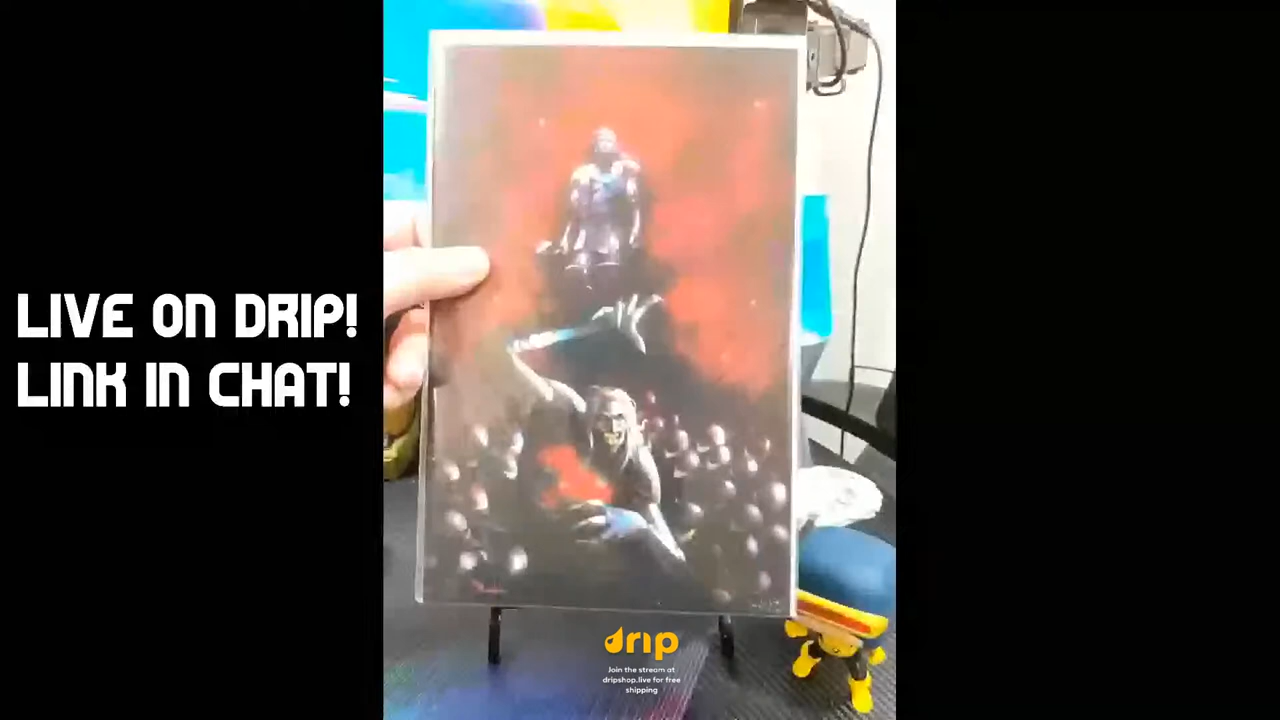 LIVE ON DRIP!
LINK IN CHAT!
drip
Join the stream at
dripshop.live for free
shipping